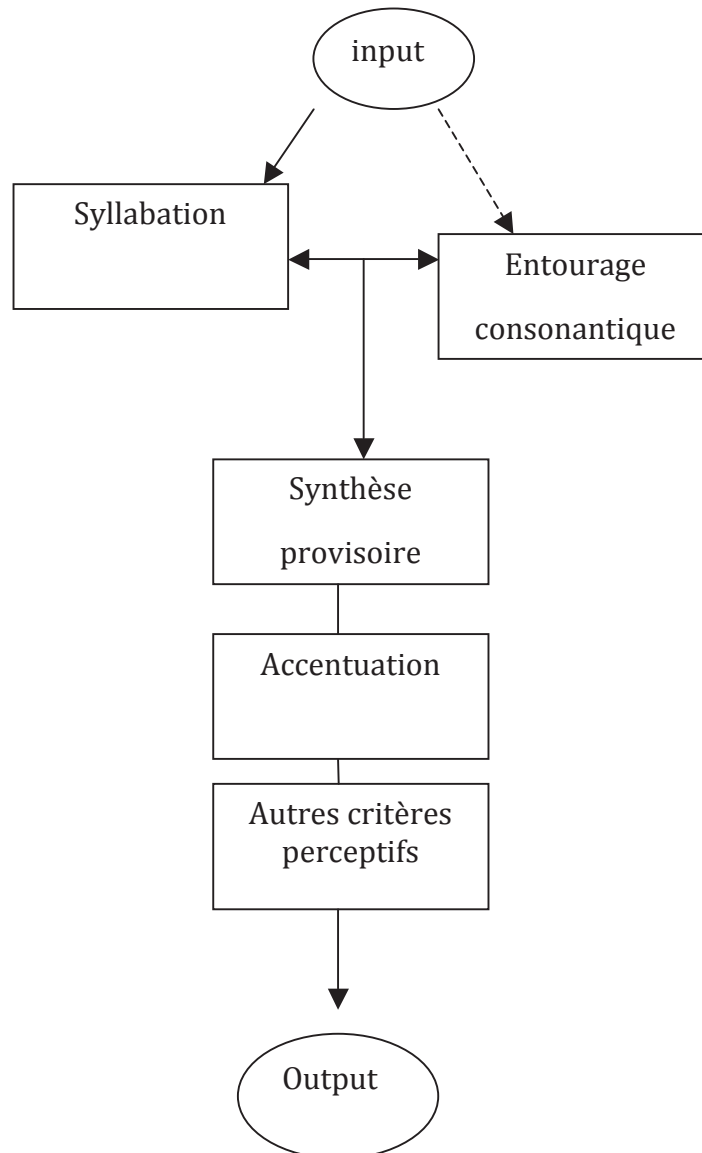 input
Syllabation
Entourage
consonantique
Synthèse
provisoire
Accentuation
Autres critères
perceptifs
Output